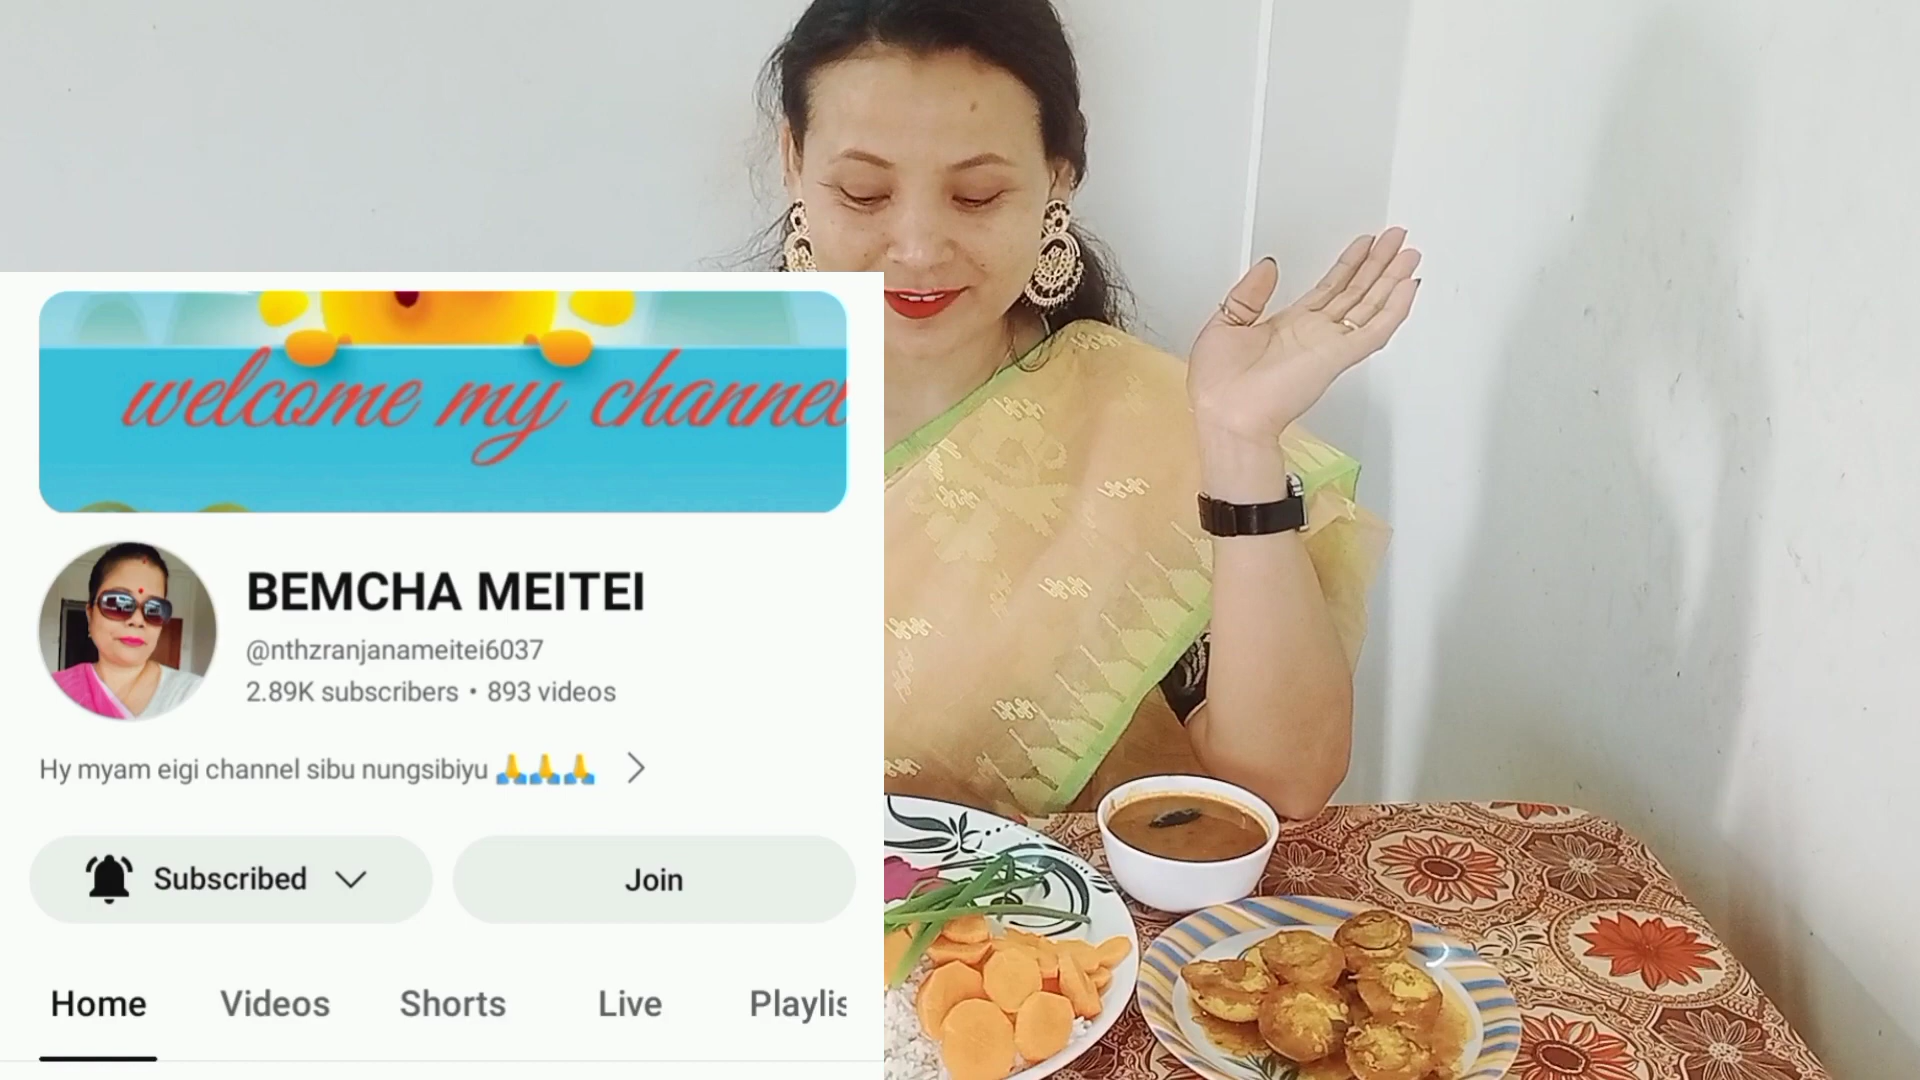 welcome my channel
BEMCHA MEITEI
@nthzranjanameitei6037
2.89K subscribers • 893 videos
Hy myam eigi channel sibu nungsibiyu 🙏🙏🙏
Subscribed
Join
Home Videos Shorts Live Playlis